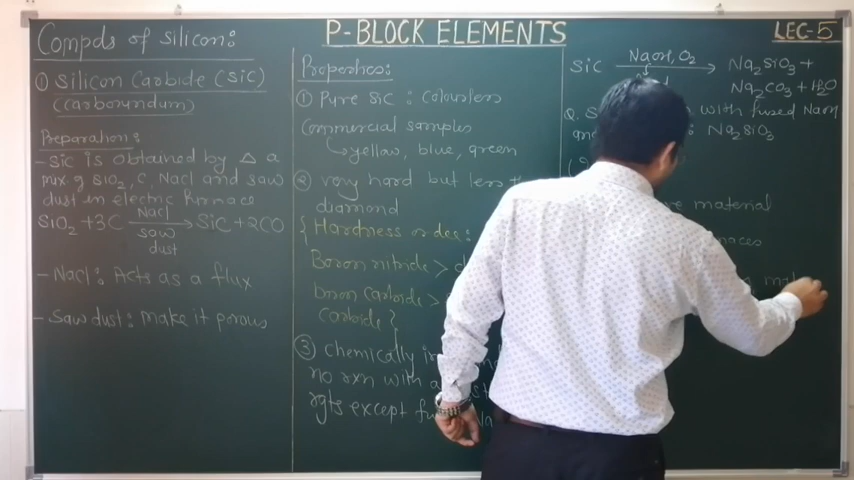 P-BLOCK ELEMENTS
LEC-5
Compds of silicon:
① Silicon Carbide (SiC)
(Carborundum)
Preparation:
- SiC is obtained by △ a
mix. of SiO2, C, NaCl and saw
dust in electric furnace
SiO2 + 3C NaCl → SiC + 2CO
saw
dust
- NaCl: Acts as a flux
- Saw dust: make it porous
Properties:
① Pure SiC: colourless
Commercial samples
↳ yellow, blue, green
② very hard but less
diamond
{ Hardness order:
Boron nitride >
boron carbide >
carbide }
③ Chemically
no rxn with
rgts except
SiC NaOH, O2 → Na2SiO3 +
Na2CO3 + H2O
Q. with fused NaOH
Na2SiO3
material